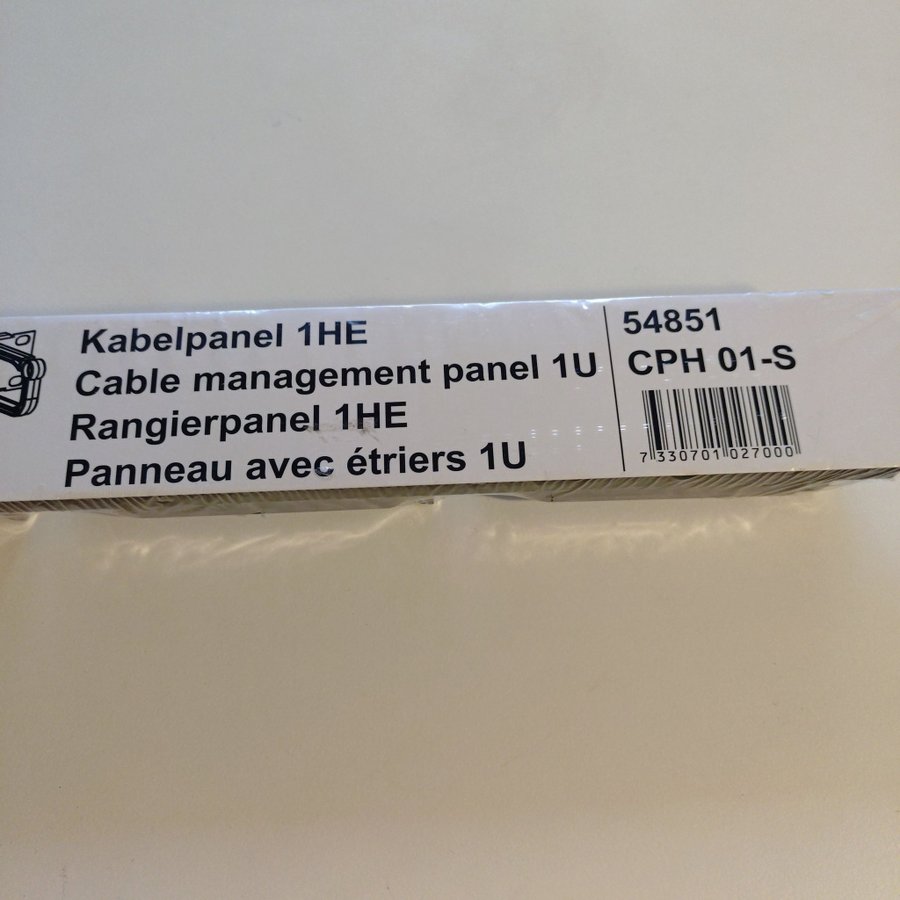 Kabelpanel 1HE
Cable management panel 1U
Rangierpanel 1HE
Panneau avec étriers 1U
54851
CPH 01-S
7 330701 027000